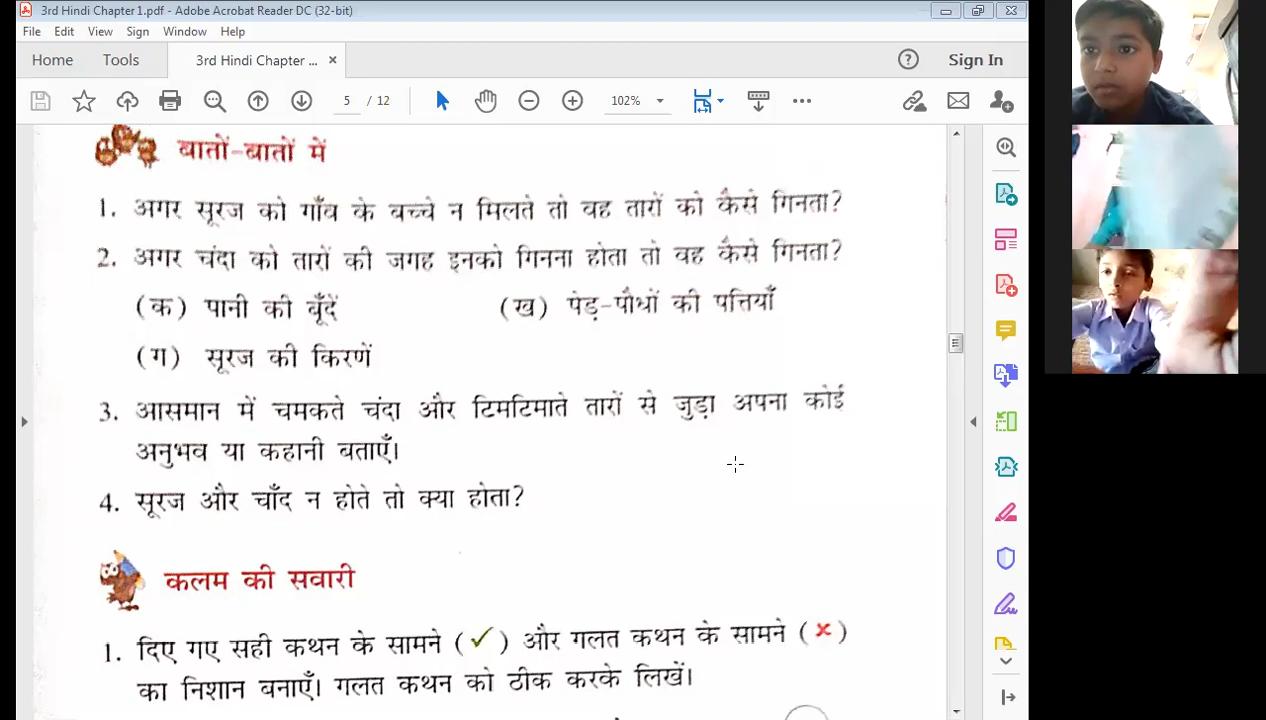 3rd Hindi Chapter 1.pdf - Adobe Acrobat Reader DC (32-bit)
File Edit View Sign Window Help
Home Tools 3rd Hindi Chapter ... × ? Sign In
5 / 12 102%
बातों-बातों में
1. अगर सूरज को गाँव के बच्चे न मिलते तो वह तारों को कैसे गिनता?
2. अगर चंदा को तारों की जगह इनको गिनना होता तो वह कैसे गिनता?
(क) पानी की बूँदें (ख) पेड़-पौधों की पत्तियाँ
(ग) सूरज की किरणें
3. आसमान में चमकते चंदा और टिमटिमाते तारों से जुड़ा अपना कोई
अनुभव या कहानी बताएँ।
4. सूरज और चाँद न होते तो क्या होता?
कलम की सवारी
1. दिए गए सही कथन के सामने (✓) और गलत कथन के सामने (×)
का निशान बनाएँ। गलत कथन को ठीक करके लिखें।